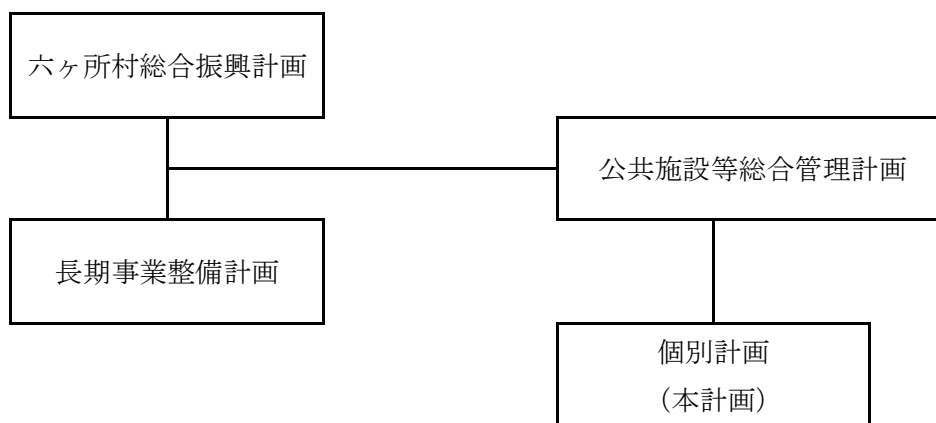 六ヶ所村総合振興計画
公共施設等総合管理計画
長期事業整備計画
個別計画
（本計画）